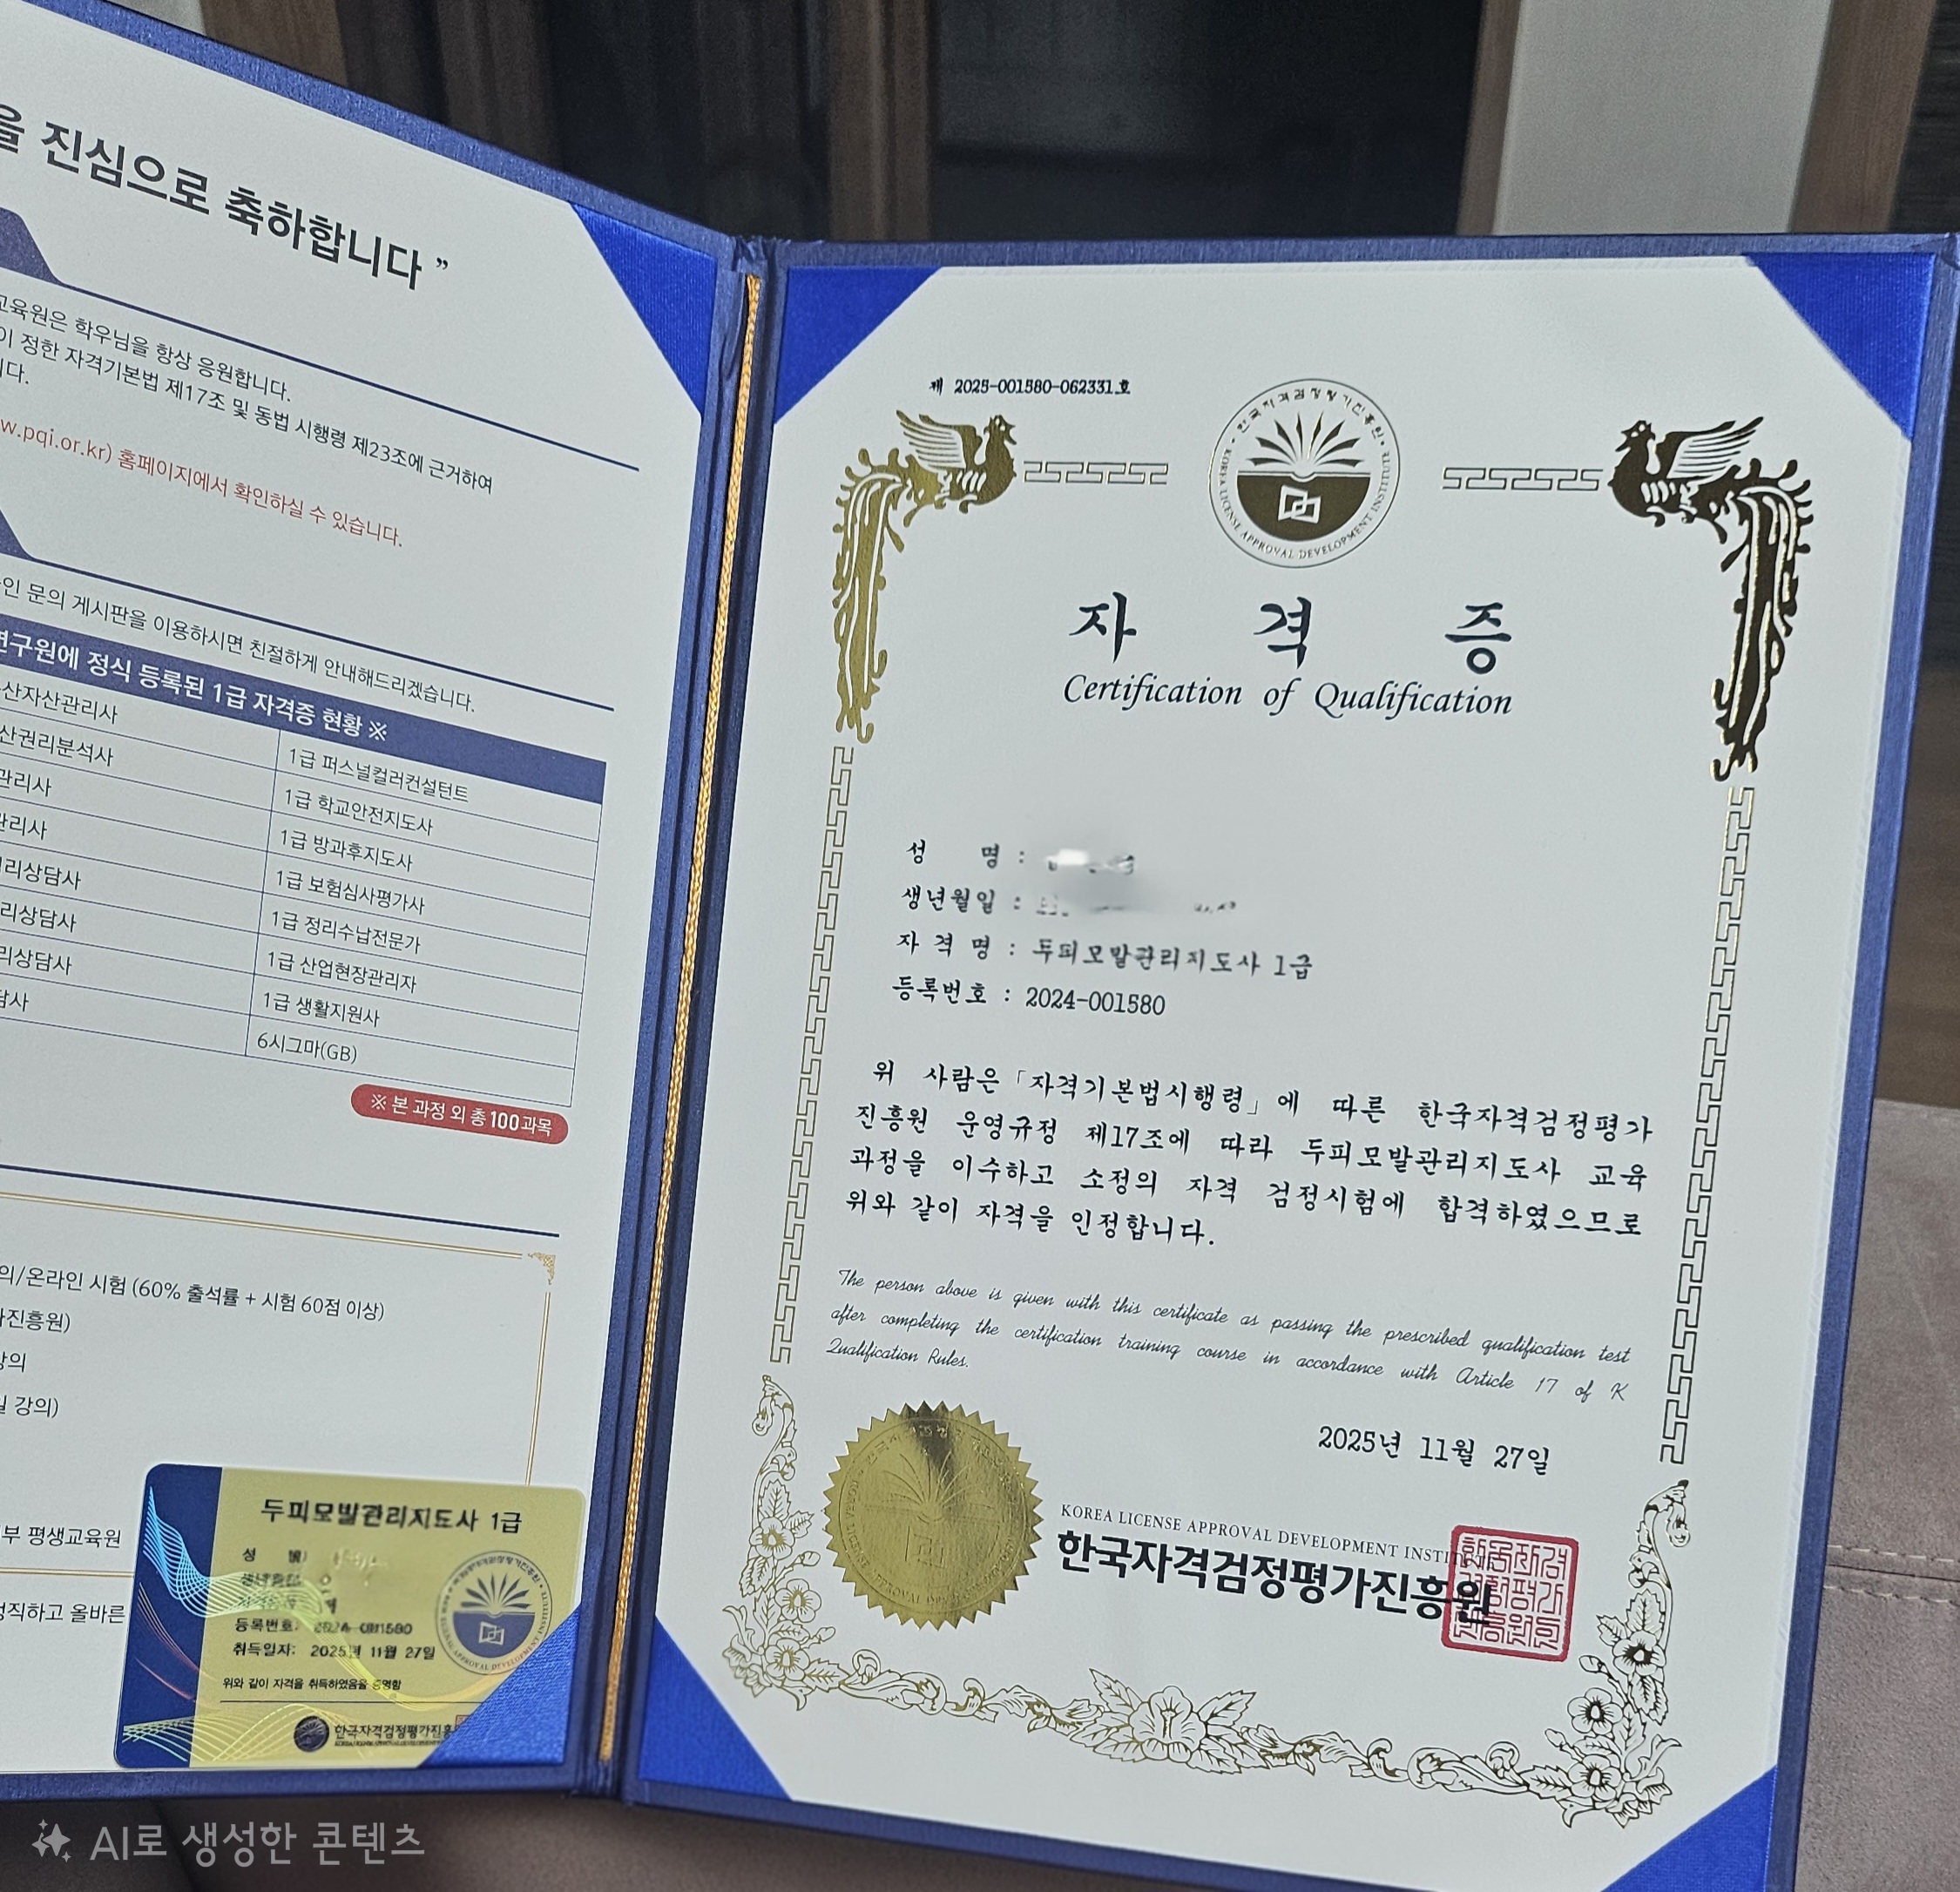 을 진심으로 축하합니다 ”
교육원은 학우님을 항상 응원합니다.
이 정한 자격기본법 제17조 및 동법 시행령 제23조에 근거하여
니다.
w.pqi.or.kr) 홈페이지에서 확인하실 수 있습니다.
인 문의 게시판을 이용하시면 친절하게 안내해드리겠습니다.
연구원에 정식 등록된 1급 자격증 현황 ※
산자산관리사
1급 퍼스널컬러컨설턴트
산권리분석사
1급 학교안전지도사
관리사
1급 방과후지도사
관리사
1급 보험심사평가사
리상담사
1급 정리수납전문가
리상담사
1급 산업현장관리자
리상담사
1급 생활지원사
담사
6시그마(GB)
※ 본 과정 외 총 100과목
의/온라인 시험 (60% 출석률 + 시험 60점 이상)
진흥원)
강의
일 강의)
부 평생교육원
정직하고 올바른
두피모발관리지도사 1급
성
등록번호:
취득일자: 2025년 11월 27일
위와 같이 자격을 취득하였음을 증명함
한국자격검정평가진흥
제 2025-001580-062331호
한국자격검정평가진흥원
KOREA LICENSE APPROVAL DEVELOPMENT INSTITUTE
자 격 증
Certification of Qualification
성 명 :
생년월일 :
자 격 명 : 두피모발관리지도사 1급
등록번호 : 2024-001580
위 사람은 「자격기본법시행령」에 따른 한국자격검정평가
진흥원 운영규정 제17조에 따라 두피모발관리지도사 교육
과정을 이수하고 소정의 자격 검정시험에 합격하였으므로
위와 같이 자격을 인정합니다.
The person above is given with this certificate as passing the prescribed qualification test
after completing the certification training course in accordance with Article 17 of K
Qualification Rules.
2025년 11월 27일
KOREA LICENSE APPROVAL DEVELOPMENT INSTITUTE
한국자격검정평가진흥원
AI로 생성한 콘텐츠